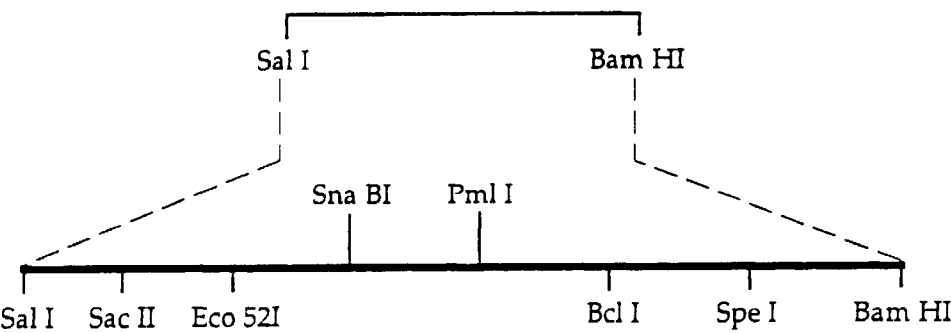 Sal I Bam HI
Sna BI Pml I
Sal I Sac II Eco 52I Bcl I Spe I Bam HI